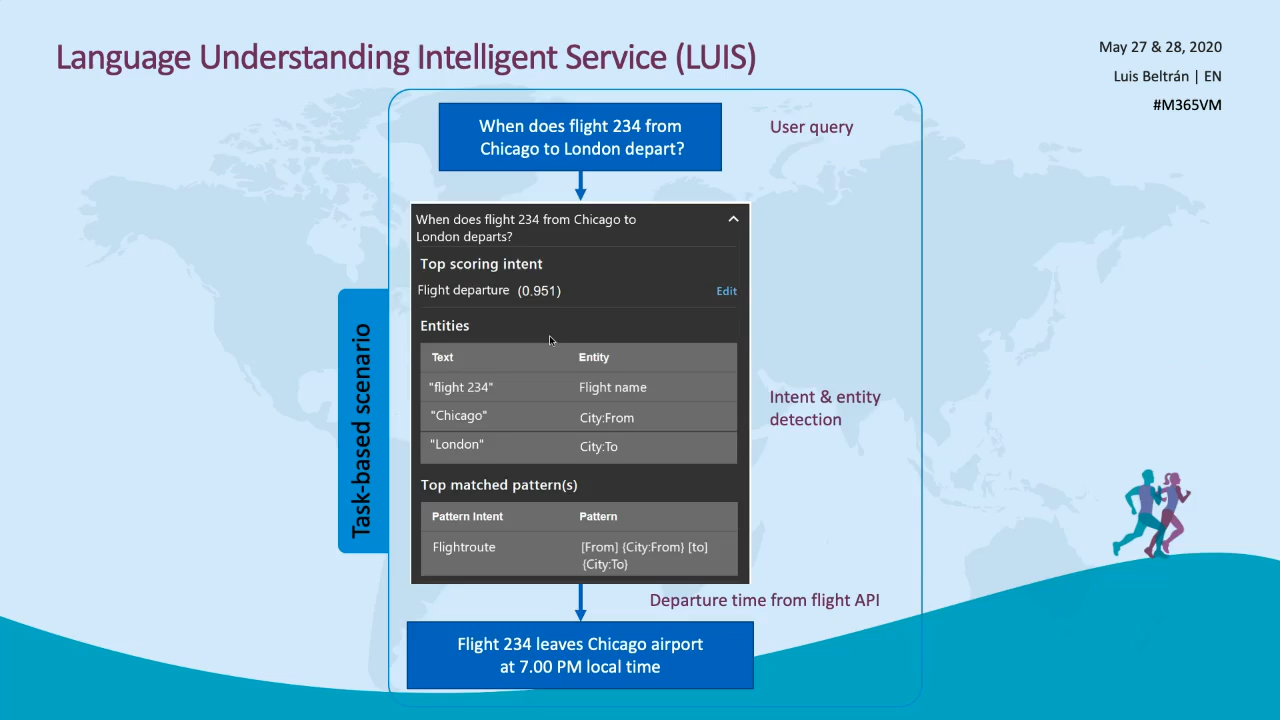 Language Understanding Intelligent Service (LUIS)
May 27 & 28, 2020
Luis Beltrán | EN
#M365VM
When does flight 234 from
Chicago to London depart?
User query
When does flight 234 from Chicago to
London departs?
Top scoring intent
Flight departure (0.951)
Edit
Entities
Text Entity
"flight 234" Flight name
"Chicago" City:From
"London" City:To
Top matched pattern(s)
Pattern Intent Pattern
Flightroute [From] {City:From} [to]
{City:To}
Task-based scenario
Intent & entity
detection
Departure time from flight API
Flight 234 leaves Chicago airport
at 7.00 PM local time